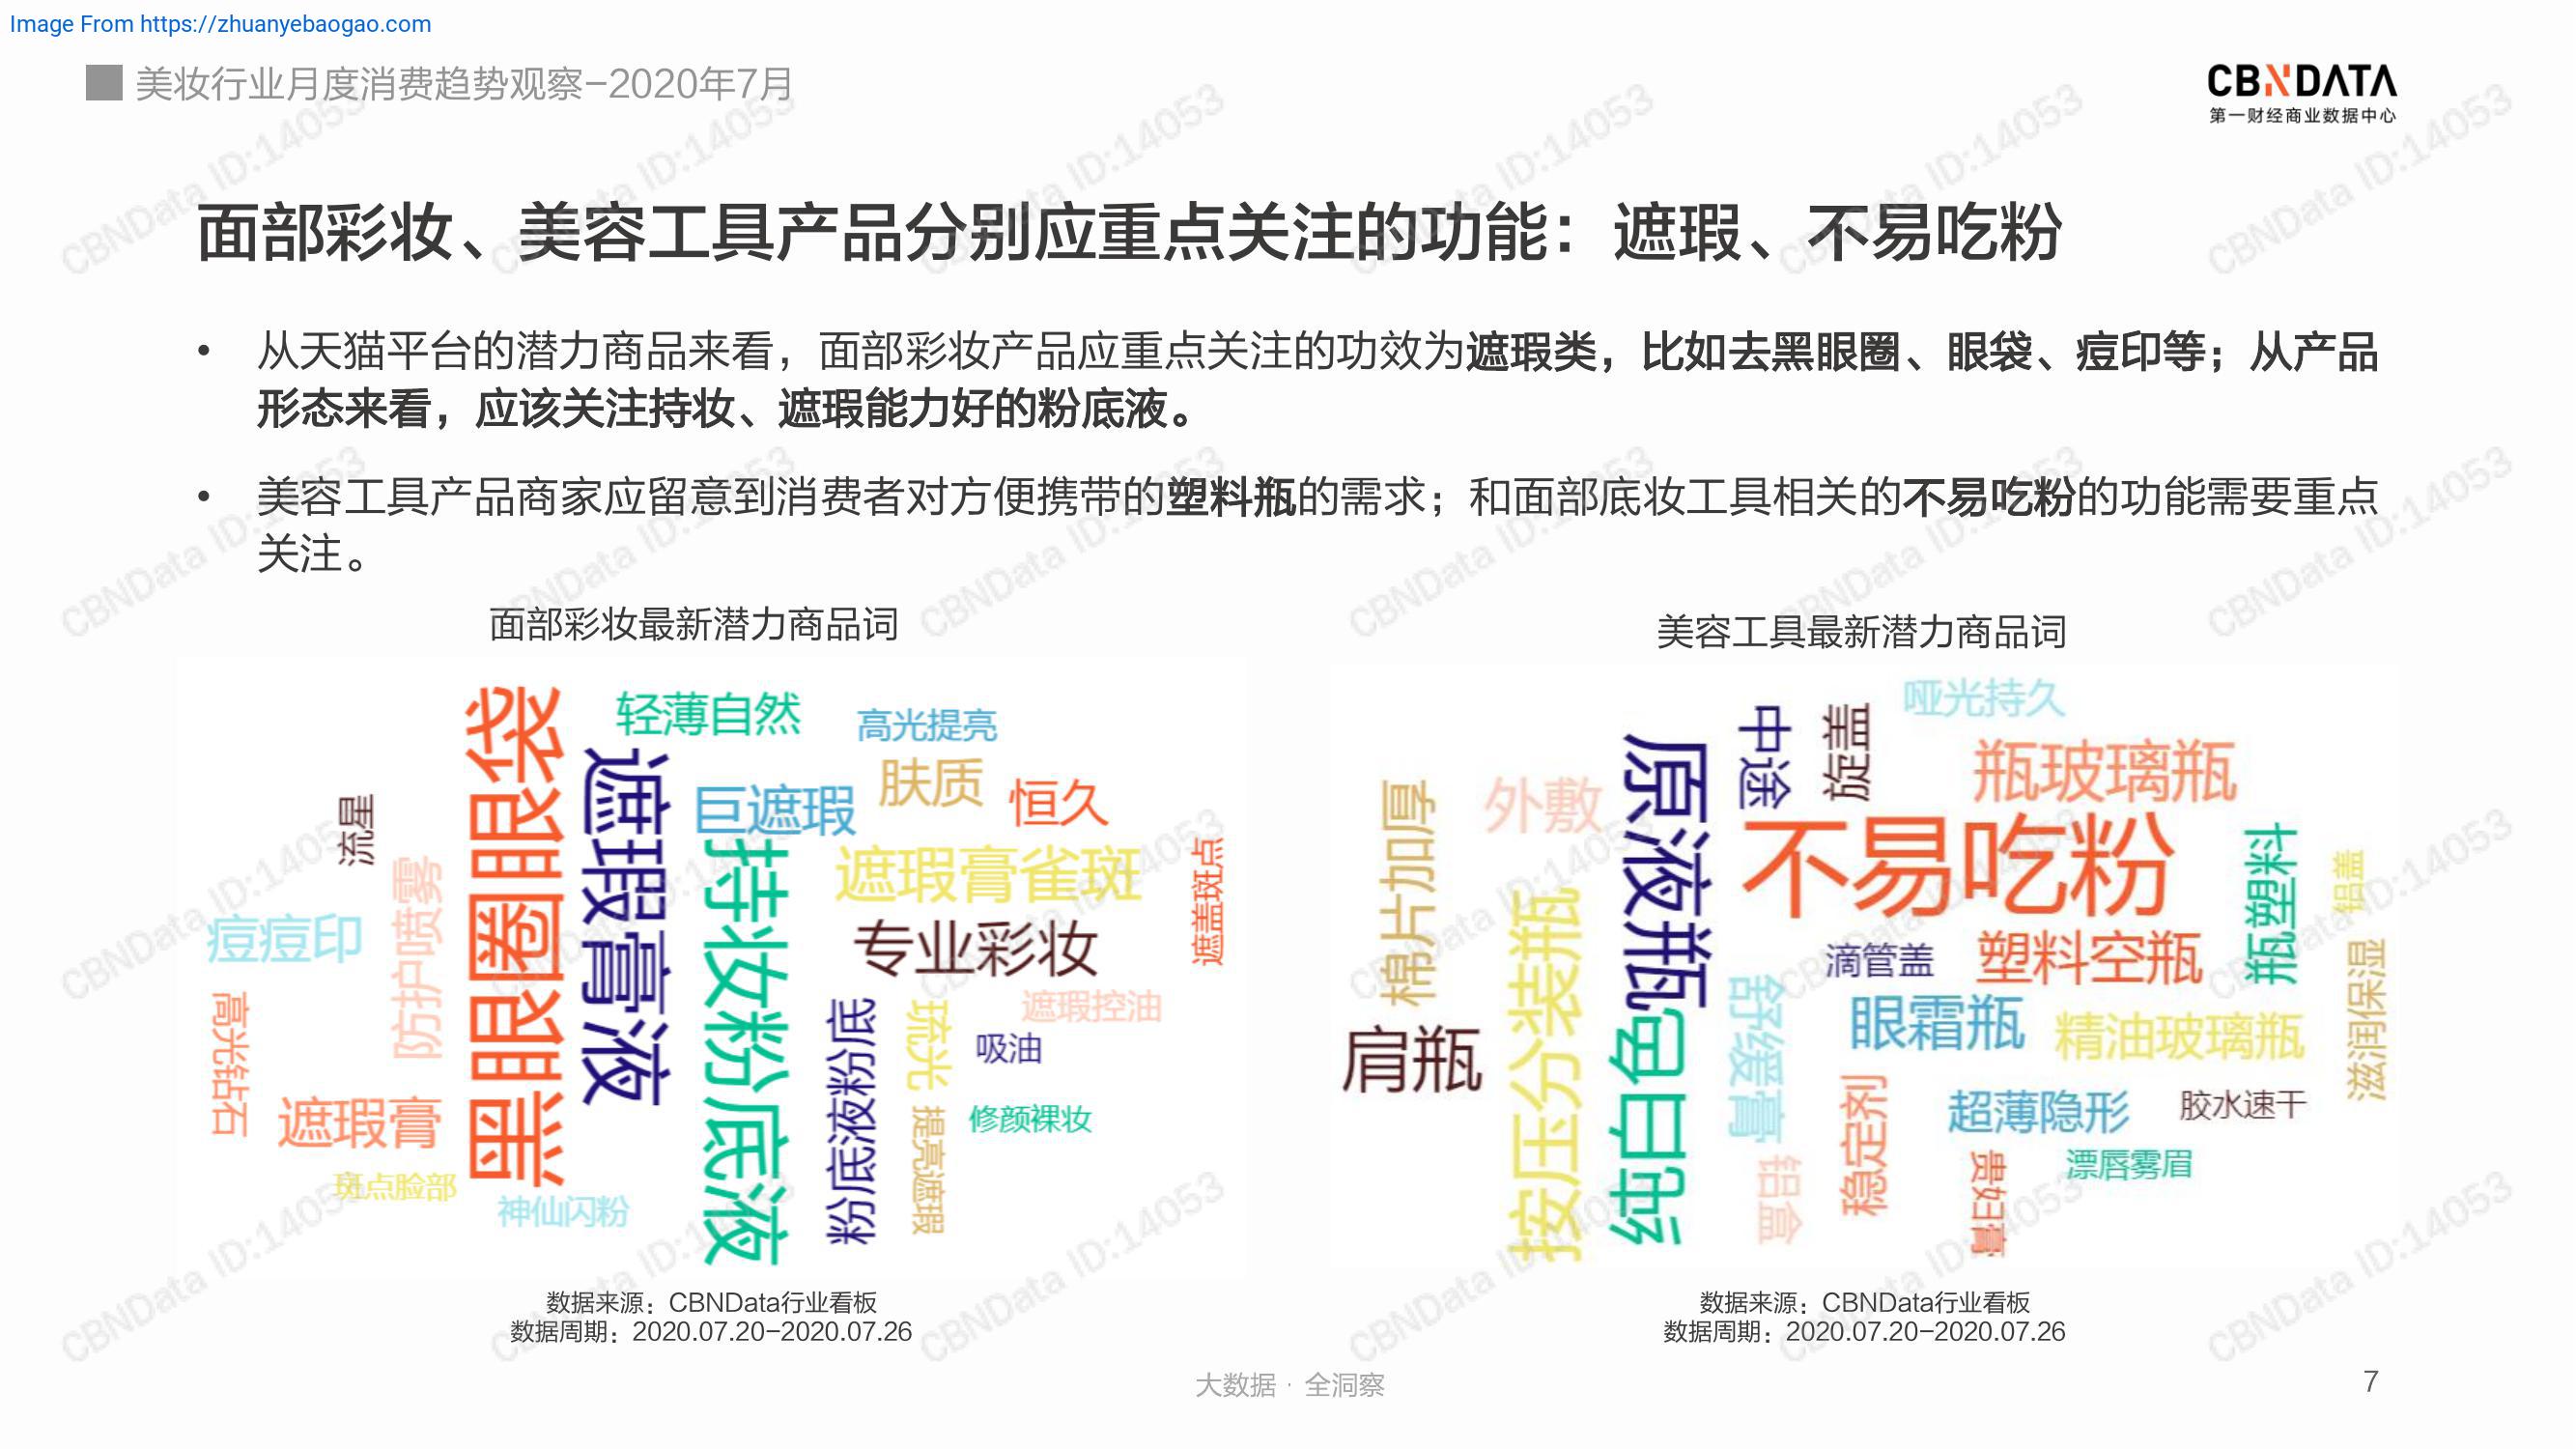 Image From https://zhuanyebaogao.com
美妆行业月度消费趋势观察-2020年7月
CBNDATA
第一财经商业数据中心
面部彩妆、美容工具产品分别应重点关注的功能：遮瑕、不易吃粉
• 从天猫平台的潜力商品来看，面部彩妆产品应重点关注的功效为遮瑕类，比如去黑眼圈、眼袋、痘印等；从产品
形态来看，应该关注持妆、遮瑕能力好的粉底液。
• 美容工具产品商家应留意到消费者对方便携带的塑料瓶的需求；和面部底妆工具相关的不易吃粉的功能需要重点
关注。
面部彩妆最新潜力商品词
轻薄自然
高光提亮
肤质
巨遮瑕
恒久
流星
黑眼圈眼袋
遮瑕膏液
持妆粉底液
遮瑕膏雀斑
遮盖斑点
防护喷雾
痘痘印
专业彩妆
高光钻石
遮瑕控油
粉底液粉底
琉光
吸油
遮瑕膏
提亮遮瑕
修颜裸妆
斑点脸部
神仙闪粉
数据来源：CBNData行业看板
数据周期：2020.07.20-2020.07.26
美容工具最新潜力商品词
哑光持久
中途
旋盖
原液瓶
瓶玻璃瓶
外敷
棉片加厚
不易吃粉
瓶塑料
铝盖
按压分装瓶
滴管盖
塑料空瓶
滋润保湿
舒缓膏
眼霜瓶
精油玻璃瓶
肩瓶
纯白色
稳定剂
超薄隐形
胶水速干
铝盒
贵妇膏
漂唇雾眉
数据来源：CBNData行业看板
数据周期：2020.07.20-2020.07.26
大数据 · 全洞察
7
CBNData ID:14053